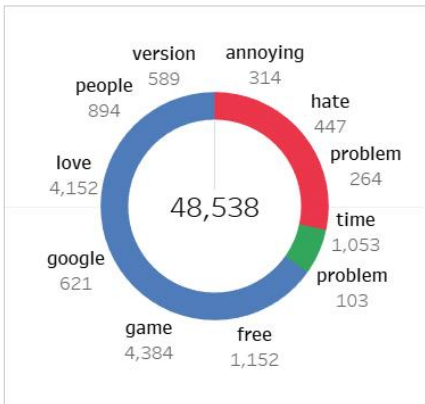 version
589
annoying
314
people
894
hate
447
problem
264
love
4,152
48,538
time
1,053
google
621
problem
103
game
4,384
free
1,152